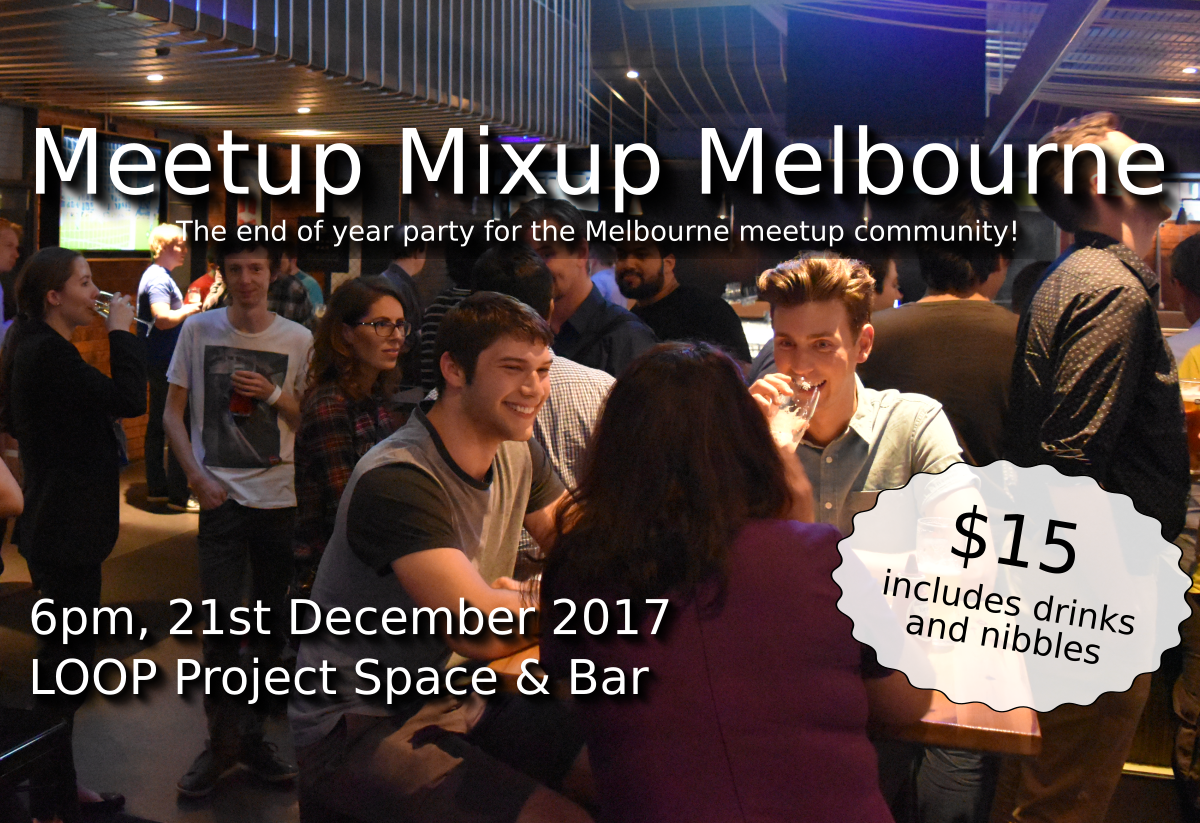 Meetup Mixup Melbourne
The end of year party for the Melbourne meetup community!
6pm, 21st December 2017
LOOP Project Space & Bar
$15
includes drinks
and nibbles